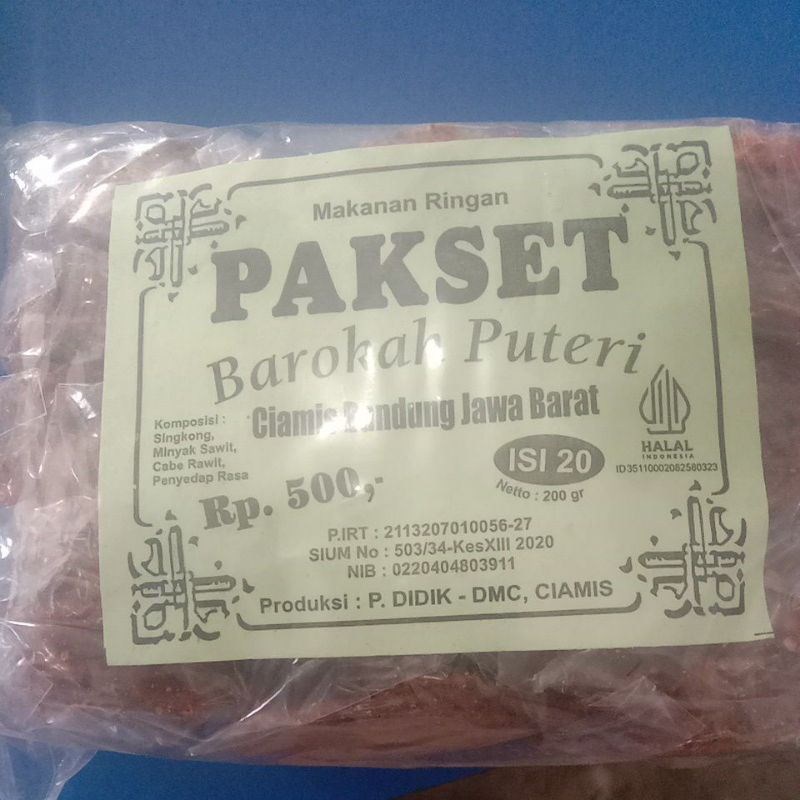 Makanan Ringan
PAKSET
Barokah Puteri
Ciamis Bandung Jawa Barat
Komposisi :
Singkong,
Minyak Sawit,
Cabe Rawit,
Penyedap Rasa
Rp. 500,-
ISI 20
Netto : 200 gr
HALAL
INDONESIA
ID35110002082580323
P.IRT : 2113207010056-27
SIUM No : 503/34-KesXIII 2020
NIB : 0220404803911
Produksi : P. DIDIK - DMC, CIAMIS